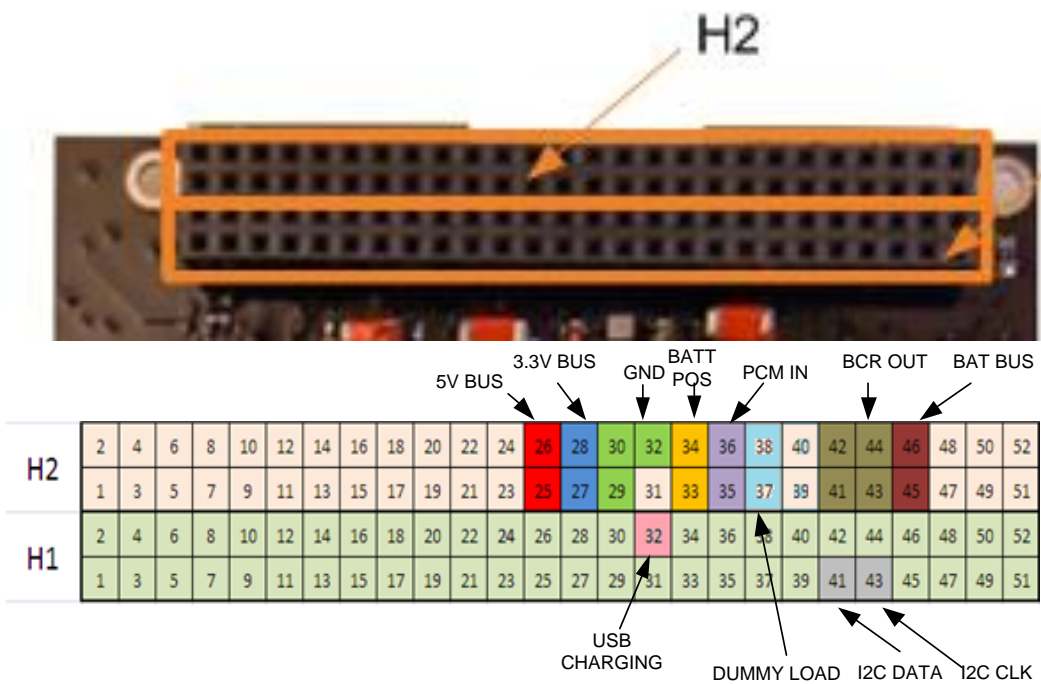 H2
5V BUS
3.3V BUS
GND
BATT
POS
PCM IN
BCR OUT
BAT BUS
H2
2 4 6 8 10 12 14 16 18 20 22 24 26 28 30 32 34 36 38 40 42 44 46 48 50 52
1 3 5 7 9 11 13 15 17 19 21 23 25 27 29 31 33 35 37 39 41 43 45 47 49 51
H1
2 4 6 8 10 12 14 16 18 20 22 24 26 28 30 32 34 36 38 40 42 44 46 48 50 52
1 3 5 7 9 11 13 15 17 19 21 23 25 27 29 31 33 35 37 39 41 43 45 47 49 51
USB
CHARGING
DUMMY LOAD
I2C DATA
I2C CLK